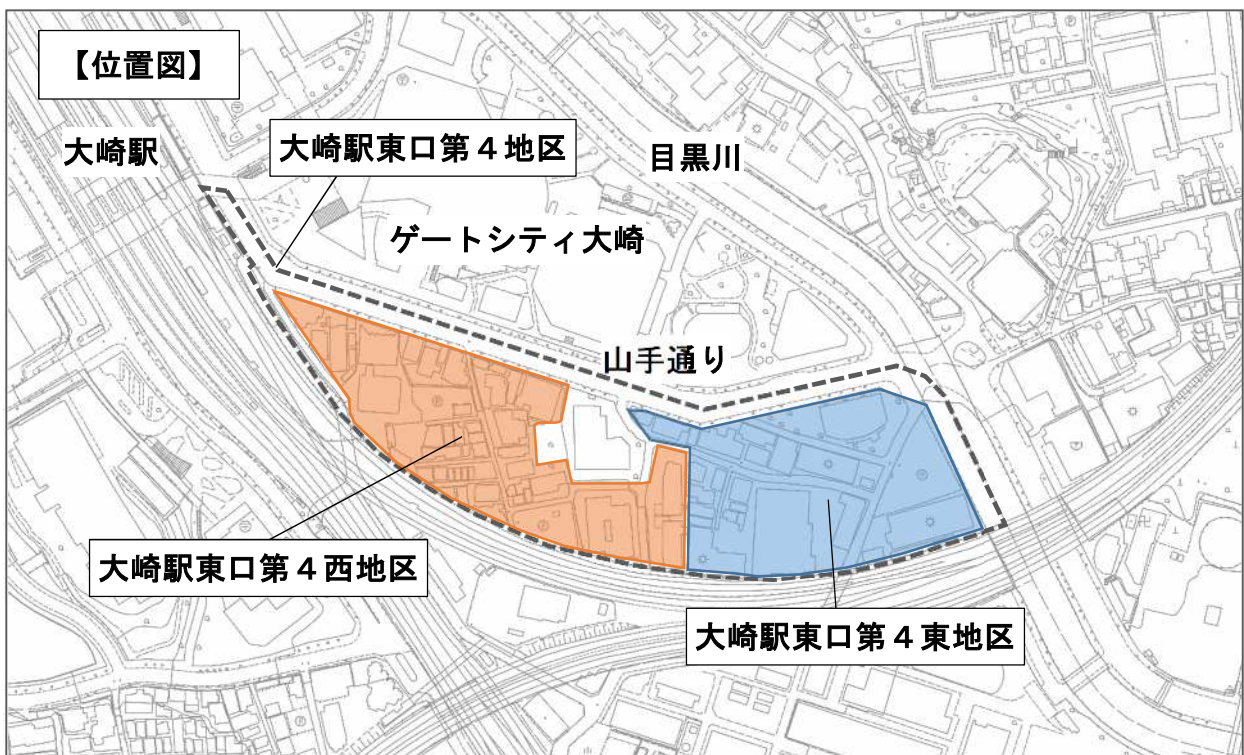 【位置図】
大崎駅
大崎駅東口第４地区
目黒川
ゲートシティ大崎
山手通り
大崎駅東口第４西地区
大崎駅東口第４東地区